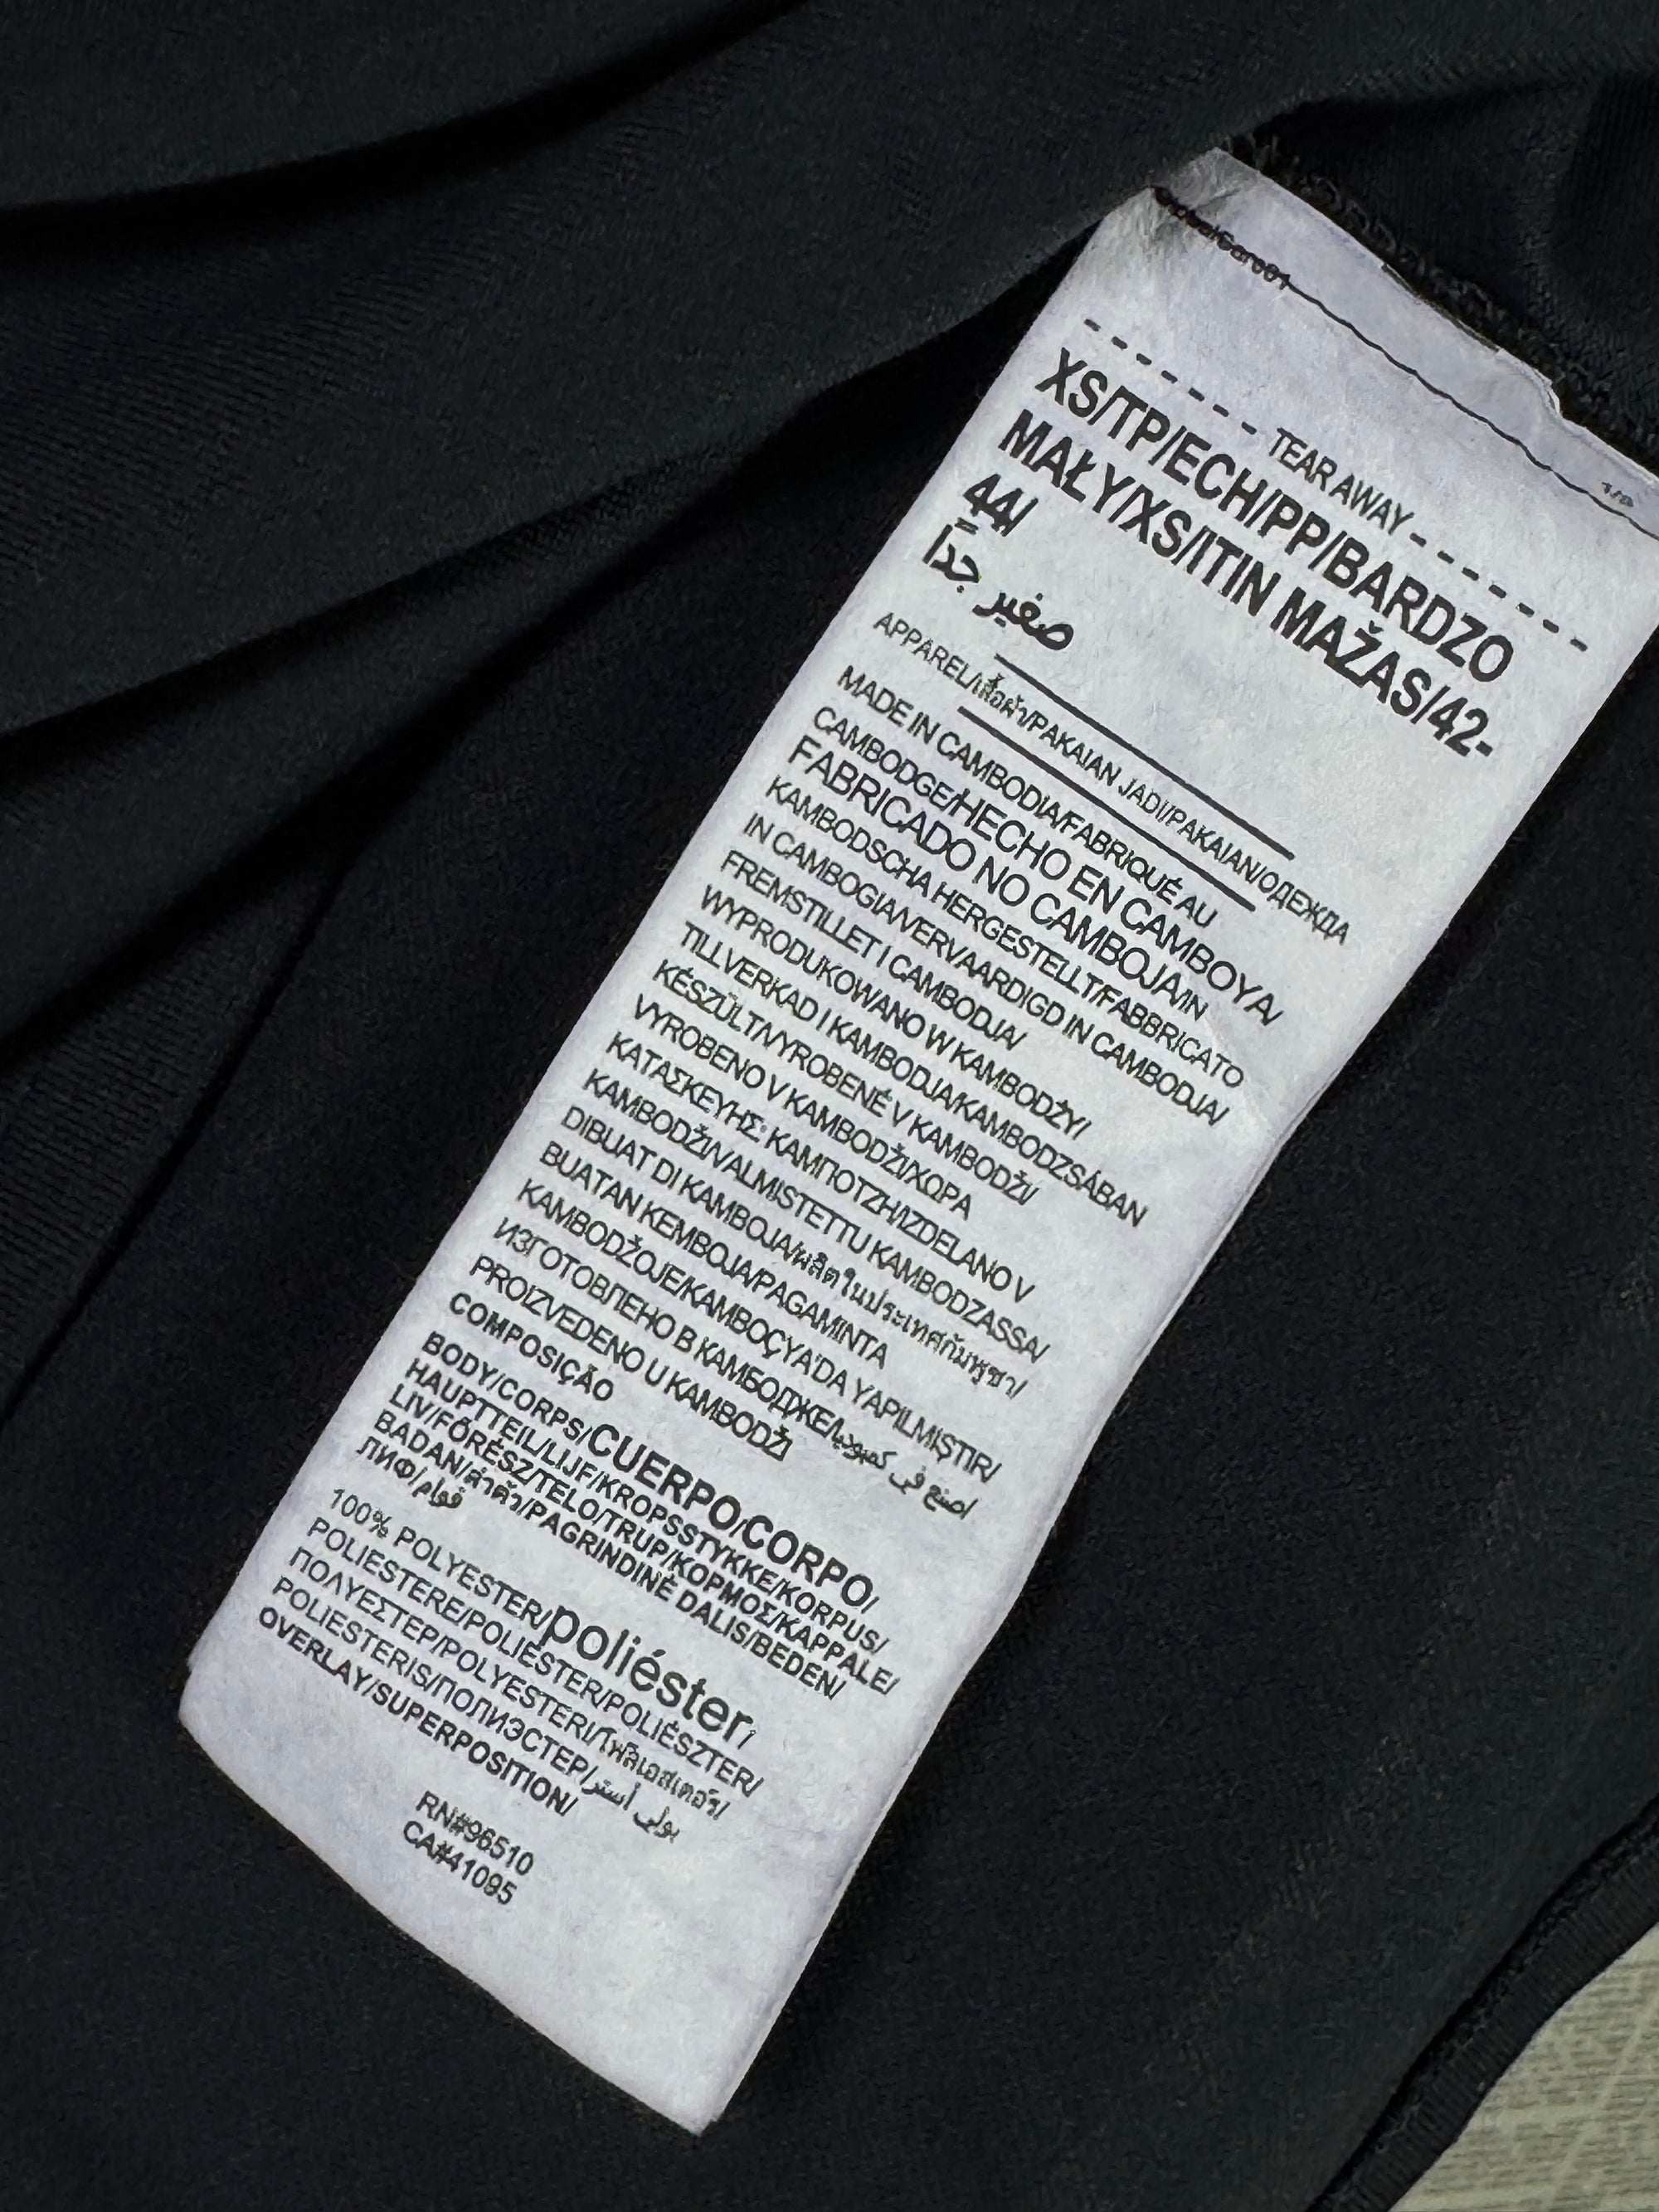 - - - - - - - - TEAR AWAY - - - - - - - -
XS/TP/ECH/PP/BARDZO
MAŁY/XS/ITIN MAŽAS/42-
44/
صغير جداً
APPAREL/เสื้อผ้า/PAKAIAN JADI/PAKAIAN/ОДЕЖДА
MADE IN CAMBODIA/FABRIQUÉ AU
CAMBODGE/HECHO EN CAMBOYA/
FABRICADO NO CAMBOJA/IN
KAMBODSCHA HERGESTELLT/FABBRICATO
IN CAMBOGIA/VERVAARDIGD IN CAMBODJA/
FREMSTILLET I CAMBODJA/
WYPRODUKOWANO W KAMBODŻY/
TILLVERKAD I KAMBODJA/KAMBODZSÁBAN
KÉSZÜLT/VYROBENÉ V KAMBODŽI/
VYROBENO V KAMBODŽI/ΧΩΡΑ
ΚΑΤΑΣΚΕΥΗΣ: ΚΑΜΠΟΤΖΗ/IZDELANO V
KAMBODŽI/VALMISTETTU KAMBODZASSA/
DIBUAT DI KAMBOJA/ผลิตในประเทศกัมพูชา/
BUATAN KEMBOJA/PAGAMINTA
KAMBODŽOJE/KAMBOÇYA'DA YAPILMIŞTIR/
ИЗГОТОВЛЕНО В КАМБОДЖЕ/اصنع في كمبوديا
PROIZVEDENO U KAMBODŽI
COMPOSIÇÃO
BODY/CORPS/CUERPO/CORPO/
HAUPTTEIL/LIJF/KROPSSTYKKE/KORPUS/
LIV/FŐRÉSZ/TELO/TRUP/ΚΟΡΜΟΣ/KAPPALE/
BADAN/ลำตัว/PAGRINDINĖ DALIS/BEDEN/
ЛИФ/قوام
100% POLYESTER/poliéster/
POLIESTERE/POLIÉSTER/POLIÉSZTER/
ΠΟΛΥΕΣΤΕΡ/POLYESTERI/โพลีเอสเตอร์/
POLIESTERIS/ПОЛИЭСТЕР/بولي أستر
OVERLAY/SUPERPOSITION/
RN#96510
CA#41095